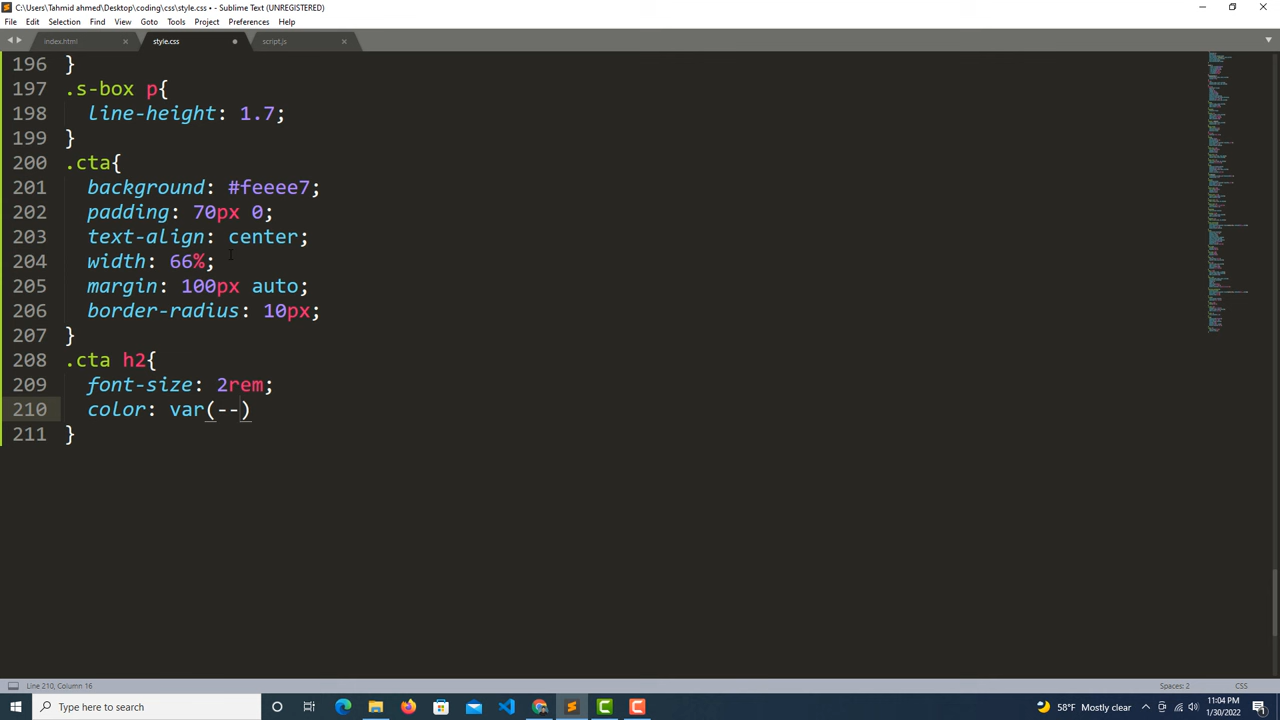 C:\Users\Tahmid ahmed\Desktop\coding\css\style.css • - Sublime Text (UNREGISTERED)
File Edit Selection Find View Goto Tools Project Preferences Help
index.html style.css script.js
196 }
197 .s-box p{
198 line-height: 1.7;
199 }
200 .cta{
201 background: #feeee7;
202 padding: 70px 0;
203 text-align: center;
204 width: 66%;
205 margin: 100px auto;
206 border-radius: 10px;
207 }
208 .cta h2{
209 font-size: 2rem;
210 color: var(--)
211 }
Line 210, Column 16 Spaces: 2 CSS
Type here to search 58°F Mostly clear 11:04 PM
1/30/2022